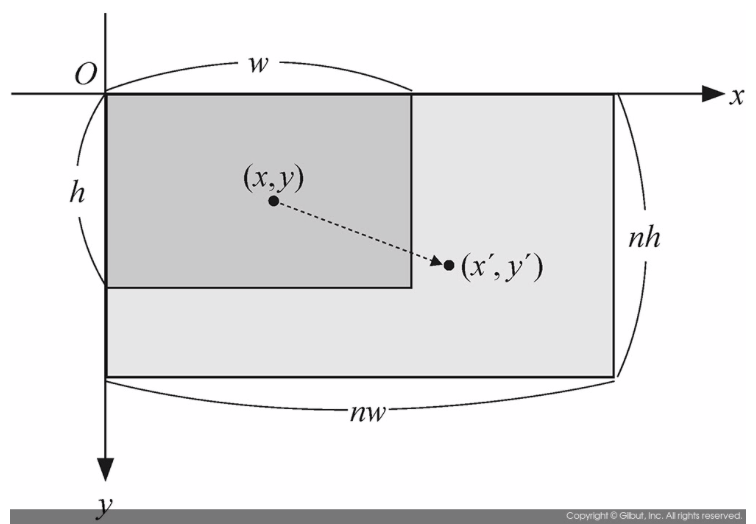 w
O
x
(x, y)
h
nh
(x′, y′)
nw
y
Copyright © Gilbut, Inc. All rights reserved.